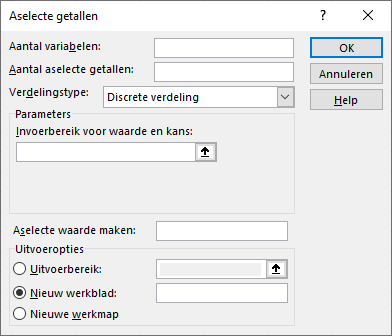 Aselecte getallen ? ×
Aantal variabelen: OK
Aantal aselecte getallen: Annuleren
Verdelingstype: Discrete verdeling Help
Parameters
Invoerbereik voor waarde en kans:
Aselecte waarde maken:
Uitvoeropties
Uitvoerbereik:
Nieuw werkblad:
Nieuwe werkmap